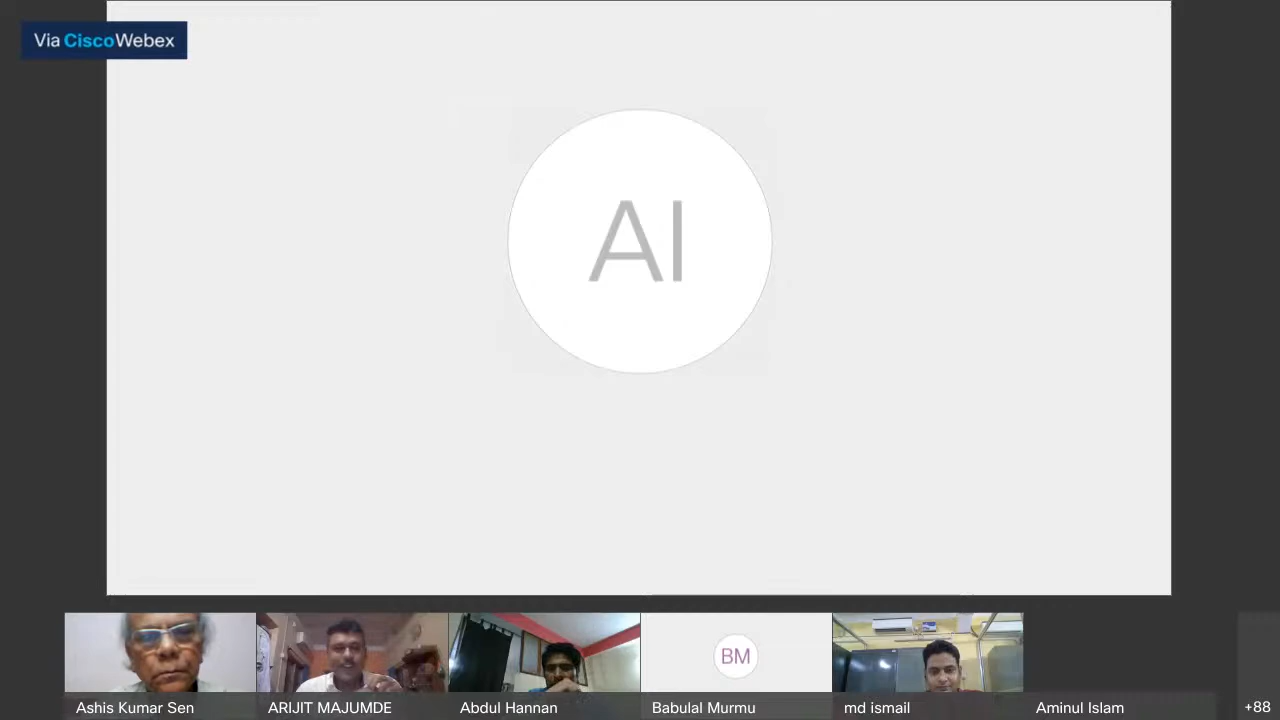 Via CiscoWebex
AI
BM
Ashis Kumar Sen
ARIJIT MAJUMDE
Abdul Hannan
Babulal Murmu
md ismail
Aminul Islam
+88